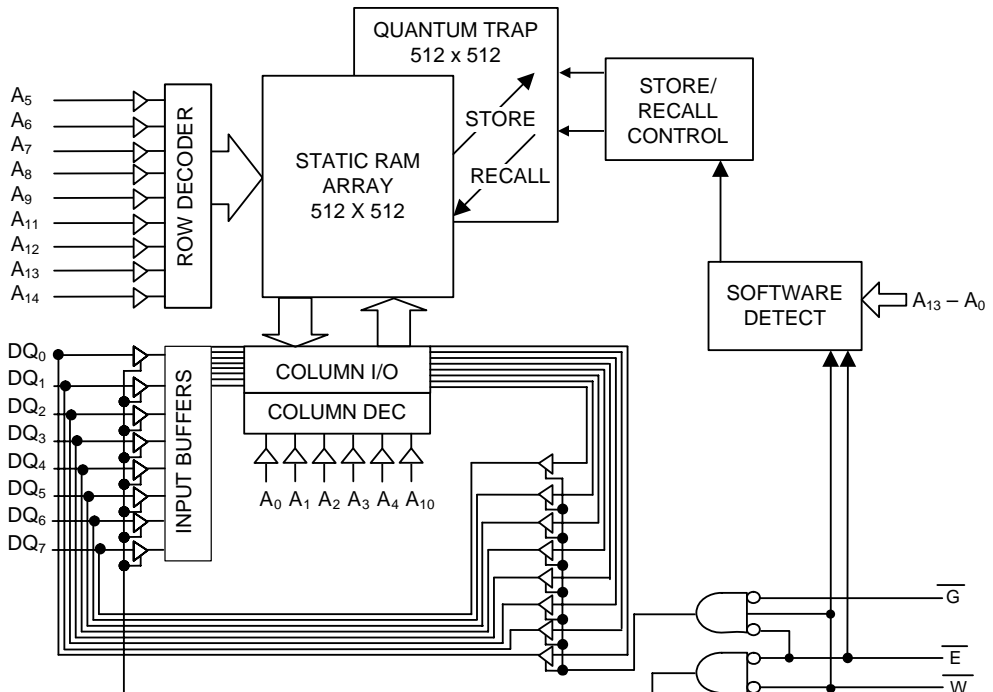 QUANTUM TRAP
512 x 512
STORE
RECALL
STORE/
RECALL
CONTROL
A5
A6
A7
A8
A9
A11
A12
A13
A14
ROW DECODER
STATIC RAM
ARRAY
512 X 512
SOFTWARE
DETECT
A13 – A0
DQ0
DQ1
DQ2
DQ3
DQ4
DQ5
DQ6
DQ7
INPUT BUFFERS
COLUMN I/O
COLUMN DEC
A0 A1 A2 A3 A4 A10
G
E
W